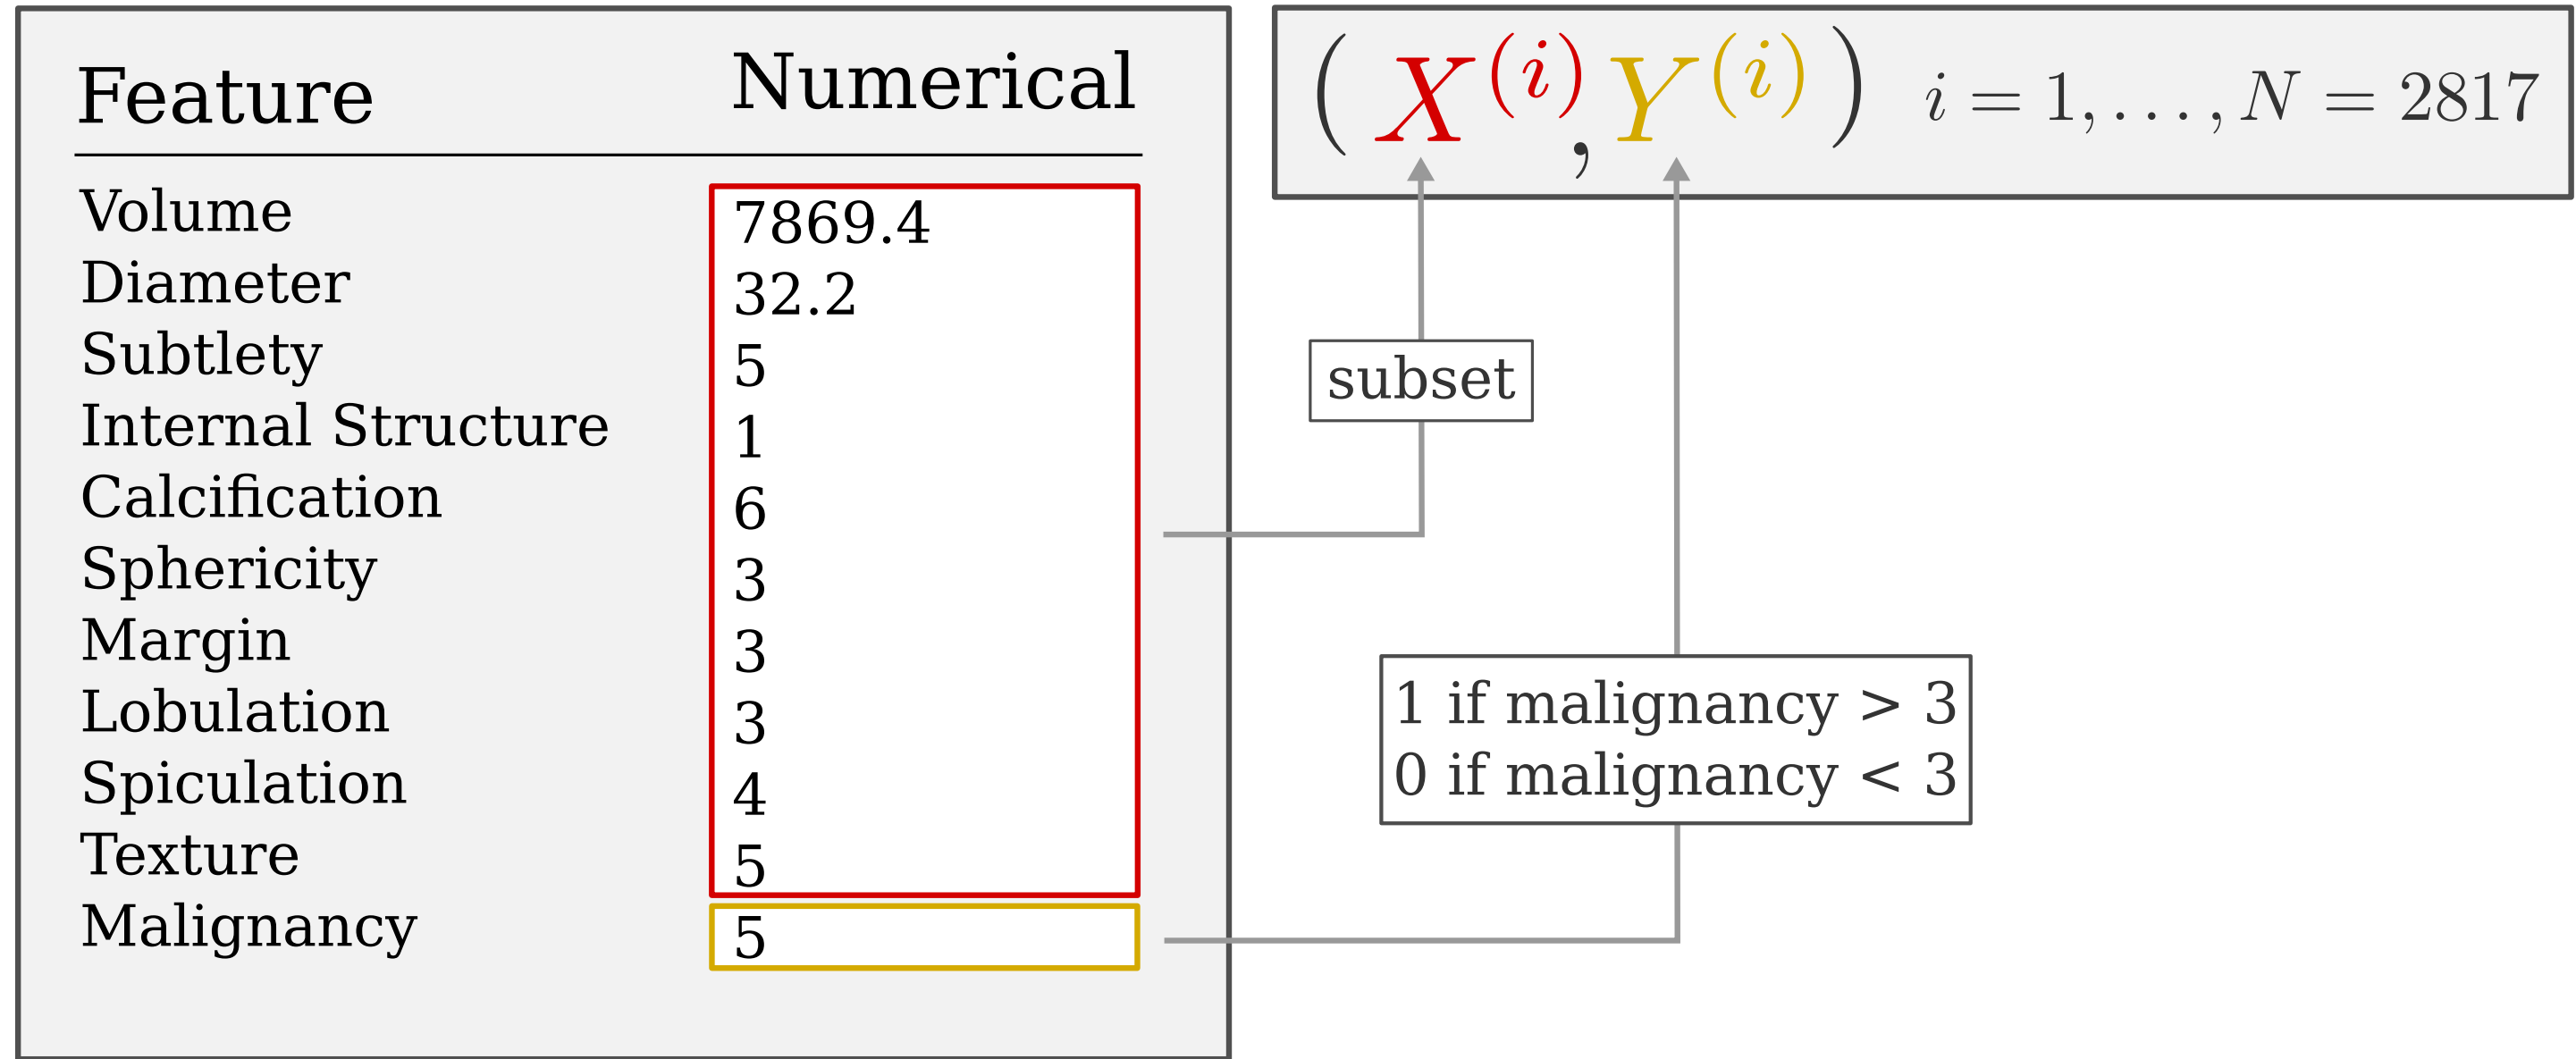 Feature Numerical
Volume 7869.4
Diameter 32.2
Subtlety 5
Internal Structure 1
Calcification 6
Sphericity 3
Margin 3
Lobulation 3
Spiculation 4
Texture 5
Malignancy 5
( X^(i), Y^(i) ) i = 1, . . . , N = 2817
subset
1 if malignancy > 3
0 if malignancy < 3